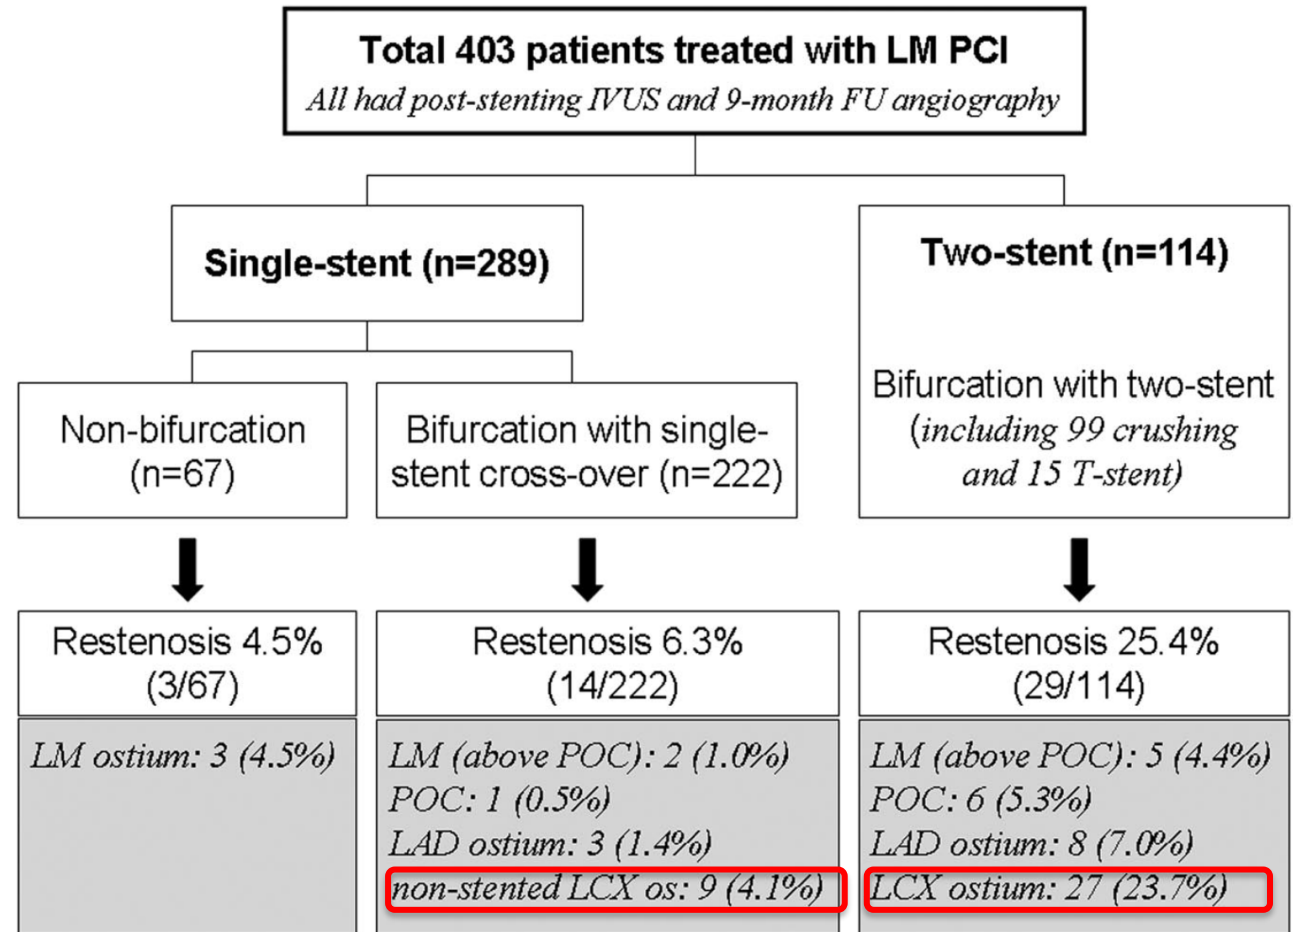 Total 403 patients treated with LM PCI
All had post-stenting IVUS and 9-month FU angiography
Single-stent (n=289)
Two-stent (n=114)
Bifurcation with two-stent
(including 99 crushing
and 15 T-stent)
Non-bifurcation
(n=67)
Bifurcation with single-
stent cross-over (n=222)
Restenosis 4.5%
(3/67)
Restenosis 6.3%
(14/222)
Restenosis 25.4%
(29/114)
LM ostium: 3 (4.5%)
LM (above POC): 2 (1.0%)
POC: 1 (0.5%)
LAD ostium: 3 (1.4%)
non-stented LCX os: 9 (4.1%)
LM (above POC): 5 (4.4%)
POC: 6 (5.3%)
LAD ostium: 8 (7.0%)
LCX ostium: 27 (23.7%)